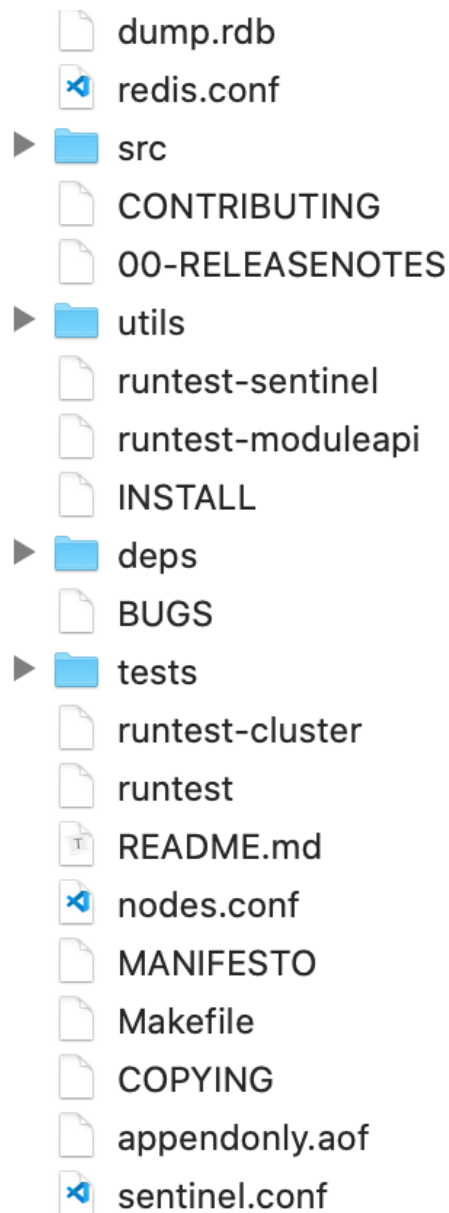 dump.rdb
redis.conf
src
CONTRIBUTING
00-RELEASENOTES
utils
runtest-sentinel
runtest-moduleapi
INSTALL
deps
BUGS
tests
runtest-cluster
runtest
README.md
nodes.conf
MANIFESTO
Makefile
COPYING
appendonly.aof
sentinel.conf